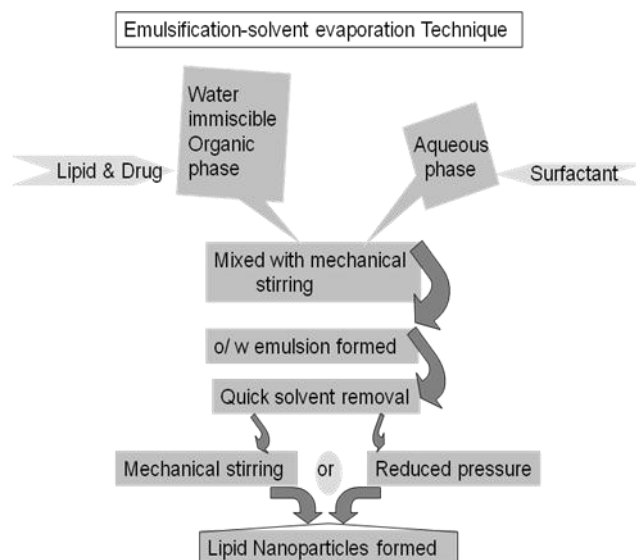 Emulsification-solvent evaporation Technique
Water
immiscible
Organic
phase
Aqueous
phase
Lipid & Drug
Surfactant
Mixed with mechanical
stirring
o/ w emulsion formed
Quick solvent removal
Mechanical stirring
or
Reduced pressure
Lipid Nanoparticles formed